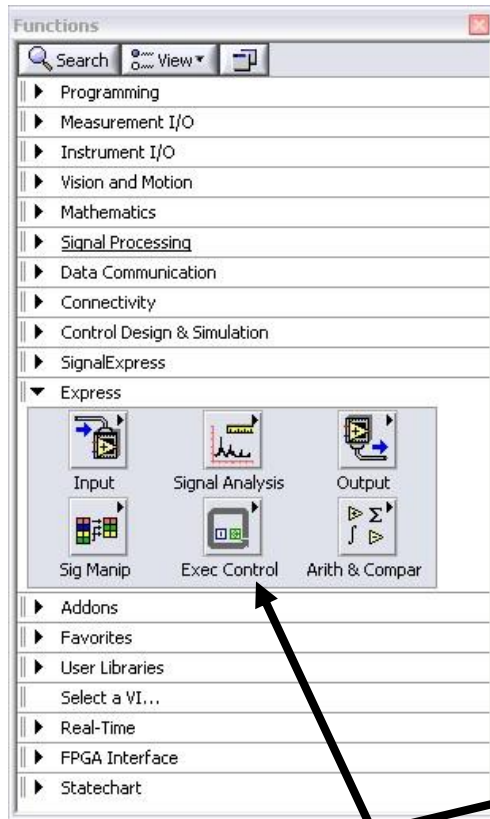 Functions
Search View
Programming
Measurement I/O
Instrument I/O
Vision and Motion
Mathematics
Signal Processing
Data Communication
Connectivity
Control Design & Simulation
SignalExpress
Express
Input Signal Analysis Output
Sig Manip Exec Control Arith & Compar
Addons
Favorites
User Libraries
Select a VI...
Real-Time
FPGA Interface
Statechart